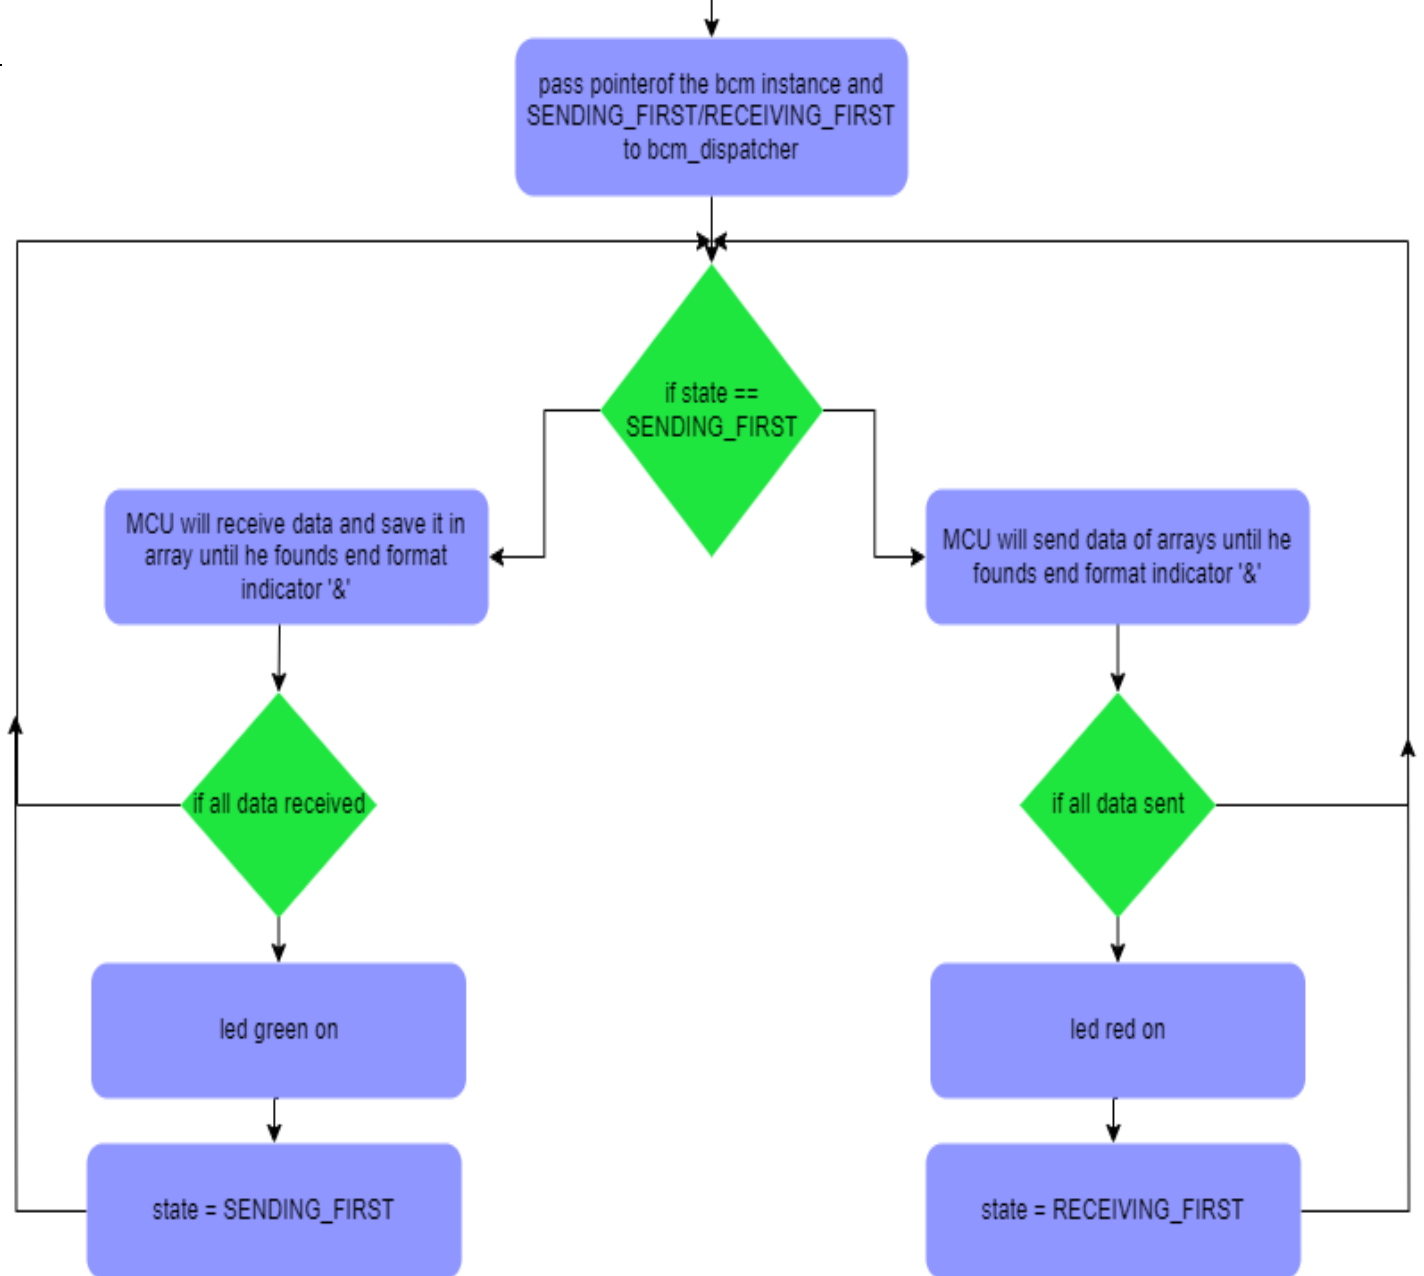 pass pointerof the bcm instance and
SENDING_FIRST/RECEIVING_FIRST
to bcm_dispatcher
if state ==
SENDING_FIRST
MCU will receive data and save it in
array until he founds end format
indicator '&'
MCU will send data of arrays until he
founds end format indicator '&'
if all data received
if all data sent
led green on
led red on
state = SENDING_FIRST
state = RECEIVING_FIRST